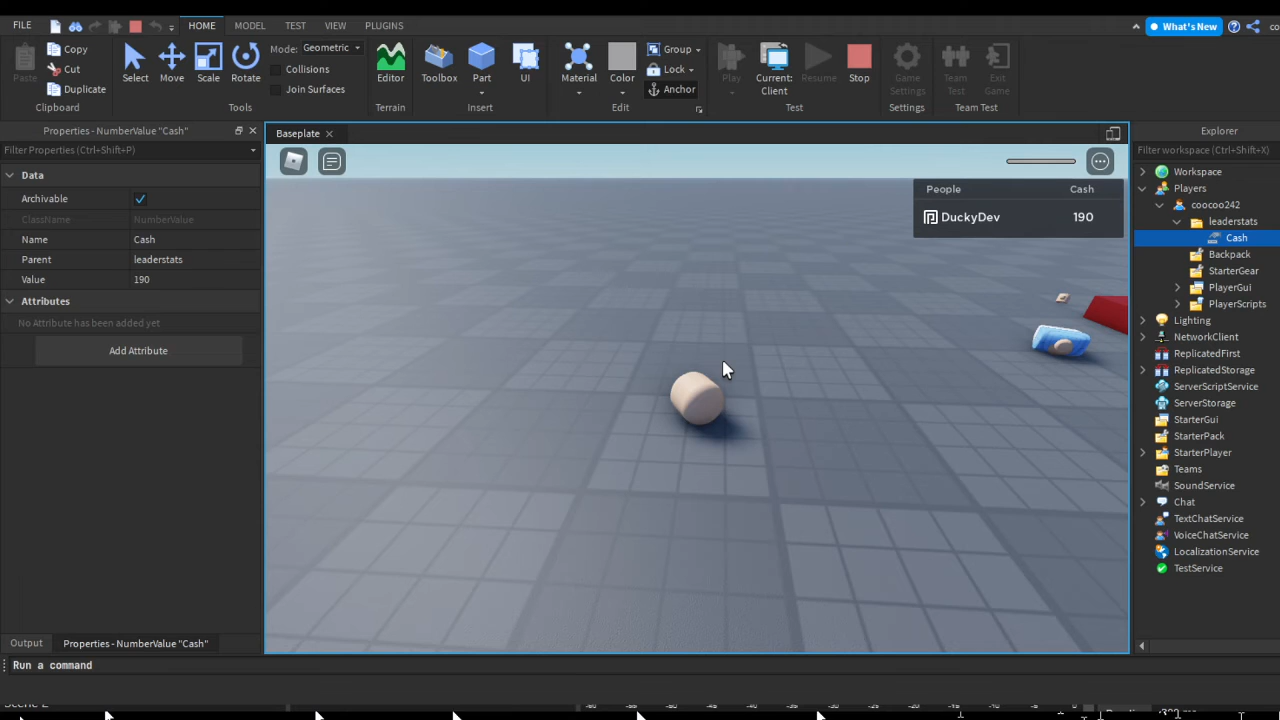 FILE HOME MODEL TEST VIEW PLUGINS What's New co
Paste Copy Cut Duplicate Clipboard
Select Move Scale Rotate Mode: Geometric Collisions Join Surfaces Tools
Editor Terrain
Toolbox Part UI Insert
Material Color Group Lock Anchor Edit
Play Current: Client Resume Stop Test
Game Settings Settings
Team Test Exit Game Team Test
Properties - NumberValue "Cash"
Filter Properties (Ctrl+Shift+P)
Data
Archivable
ClassName NumberValue
Name Cash
Parent leaderstats
Value 190
Attributes
No Attribute has been added yet
Add Attribute
Output Properties - NumberValue "Cash"
Run a command
Baseplate
People Cash
DuckyDev 190
Explorer
Filter workspace (Ctrl+Shift+X)
Workspace
Players
coocoo242
leaderstats
Cash
Backpack
StarterGear
PlayerGui
PlayerScripts
Lighting
NetworkClient
ReplicatedFirst
ReplicatedStorage
ServerScriptService
ServerStorage
StarterGui
StarterPack
StarterPlayer
Teams
SoundService
Chat
TextChatService
VoiceChatService
LocalizationService
TestService